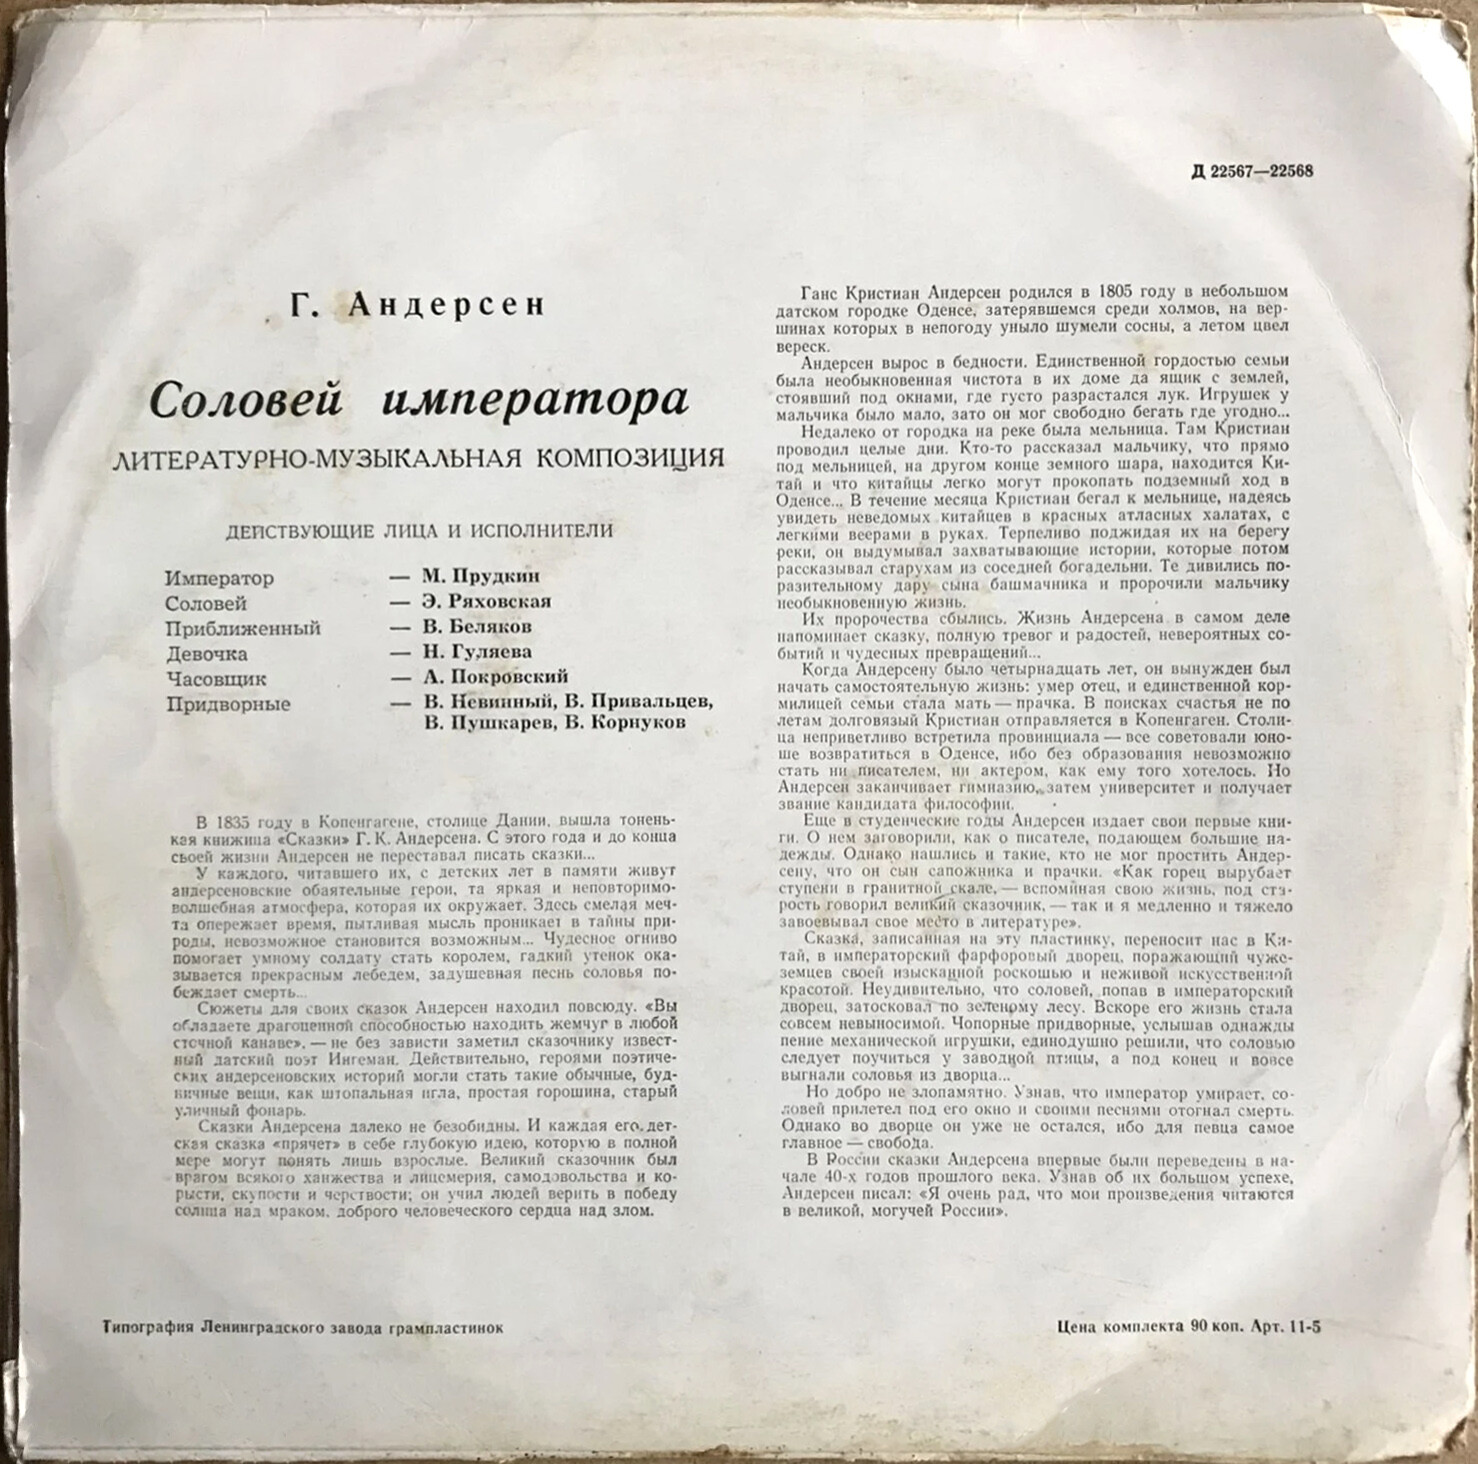 Д 22567—22568
Г. Андерсен
Соловей императора
ЛИТЕРАТУРНО-МУЗЫКАЛЬНАЯ КОМПОЗИЦИЯ
ДЕЙСТВУЮЩИЕ ЛИЦА И ИСПОЛНИТЕЛИ
Император — М. Прудкин
Соловей — Э. Ряховская
Приближенный — В. Беляков
Девочка — Н. Гуляева
Часовщик — А. Покровский
Придворные — В. Невинный, В. Привальцев,
В. Пушкарев, В. Корнуков
В 1835 году в Копенгагене, столице Дании, вышла тонень-
кая книжица «Сказки» Г. К. Андерсена. С этого года и до конца
своей жизни Андерсен не переставал писать сказки...
У каждого, читавшего их, с детских лет в памяти живут
андерсеновские обаятельные герои, та яркая и неповторимо-
волшебная атмосфера, которая их окружает. Здесь смелая меч-
та опережает время, пытливая мысль проникает в тайны при-
роды, невозможное становится возможным... Чудесное огниво
помогает умному солдату стать королем, гадкий утенок ока-
зывается прекрасным лебедем, задушевная песнь соловья по-
беждает смерть...
Сюжеты для своих сказок Андерсен находил повсюду. «Вы
обладаете драгоценной способностью находить жемчуг в любой
сточной канаве», — не без зависти заметил сказочнику извест-
ный датский поэт Ингеман. Действительно, героями поэтиче-
ских андерсеновских историй могли стать такие обычные, буд-
ничные вещи, как штопальная игла, простая горошина, старый
уличный фонарь.
Сказки Андерсена далеко не безобидны. И каждая его дет-
ская сказка «прячет» в себе глубокую идею, которую в полной
мере могут понять лишь взрослые. Великий сказочник был
врагом всякого ханжества и лицемерия, самодовольства и ко-
рысти, скупости и черствости; он учил людей верить в победу
солнца над мраком, доброго человеческого сердца над злом.
Ганс Кристиан Андерсен родился в 1805 году в небольшом
датском городке Оденсе, затерявшемся среди холмов, на вер-
шинах которых в непогоду уныло шумели сосны, а летом цвел
вереск.
Андерсен вырос в бедности. Единственной гордостью семьи
была необыкновенная чистота в их доме да ящик с землей,
стоявший под окнами, где густо разрастался лук. Игрушек у
мальчика было мало, зато он мог свободно бегать где угодно...
Недалеко от городка на реке была мельница. Там Кристиан
проводил целые дни. Кто-то рассказал мальчику, что прямо
под мельницей, на другом конце земного шара, находится Ки-
тай и что китайцы легко могут прокопать подземный ход в
Оденсе... В течение месяца Кристиан бегал к мельнице, надеясь
увидеть неведомых китайцев в красных атласных халатах, с
легкими веерами в руках. Терпеливо поджидая их на берегу
реки, он выдумывал захватывающие истории, которые потом
рассказывал старухам из соседней богадельни. Те дивились по-
разительному дару сына башмачника и пророчили мальчику
необыкновенную жизнь.
Их пророчества сбылись. Жизнь Андерсена в самом деле
напоминает сказку, полную тревог и радостей, невероятных со-
бытий и чудесных превращений...
Когда Андерсену было четырнадцать лет, он вынужден был
начать самостоятельную жизнь: умер отец, и единственной кор-
милицей семьи стала мать — прачка. В поисках счастья не по
летам долговязый Кристиан отправляется в Копенгаген. Столи-
ца неприветливо встретила провинциала — все советовали юно-
ше возвратиться в Оденсе, ибо без образования невозможно
стать ни писателем, ни актером, как ему того хотелось. Но
Андерсен заканчивает гимназию, затем университет и получает
звание кандидата философии.
Еще в студенческие годы Андерсен издает свои первые кни-
ги. О нем заговорили, как о писателе, подающем большие на-
дежды. Однако нашлись и такие, кто не мог простить Андер-
сену, что он сын сапожника и прачки. «Как горец вырубает
ступени в гранитной скале, — вспоминая свою жизнь, под ста-
рость говорил великий сказочник, — так и я медленно и тяжело
завоевывал свое место в литературе».
Сказка, записанная на эту пластинку, переносит нас в Ки-
тай, в императорский фарфоровый дворец, поражающий чуже-
земцев своей изысканной роскошью и неживой искусственной
красотой. Неудивительно, что соловей, попав в императорский
дворец, затосковал по зеленому лесу. Вскоре его жизнь стала
совсем невыносимой. Чопорные придворные, услышав однажды
пение механической игрушки, единодушно решили, что соловью
следует поучиться у заводной птицы, а под конец и вовсе
выгнали соловья из дворца...
Но добро не злопамятно. Узнав, что император умирает, со-
ловей прилетел под его окно и своими песнями отогнал смерть.
Однако во дворце он уже не остался, ибо для певца самое
главное — свобода.
В России сказки Андерсена впервые были переведены в на-
чале 40-х годов прошлого века. Узнав об их большом успехе,
Андерсен писал: «Я очень рад, что мои произведения читаются
в великой, могучей России».
Типография Ленинградского завода грампластинок
Цена комплекта 90 коп. Арт. 11-5